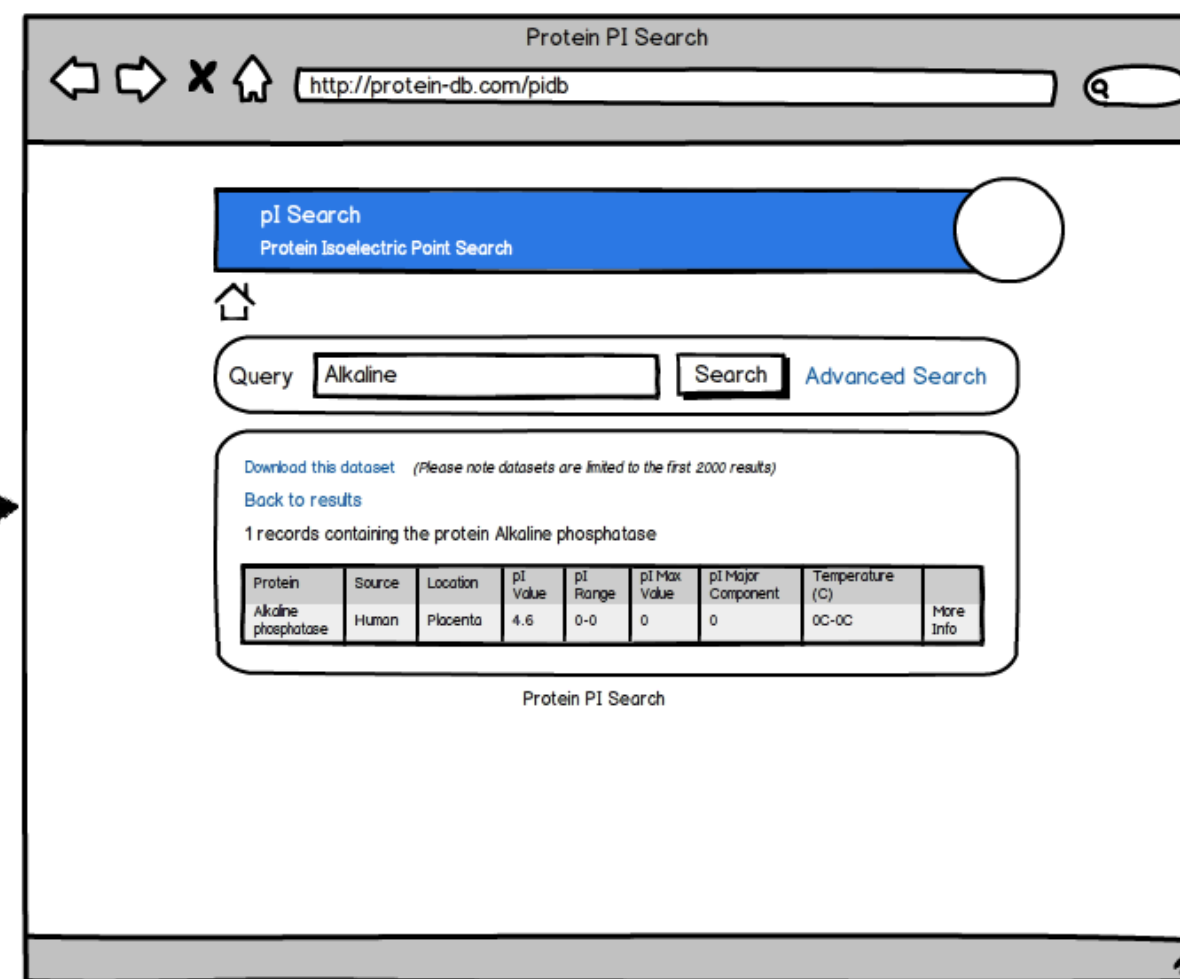 Protein PI Search
http://protein-db.com/pidb
pI Search
Protein Isoelectric Point Search
Query Alkaline Search Advanced Search
Download this dataset (Please note datasets are limited to the first 2000 results)
Back to results
1 records containing the protein Alkaline phosphatase
Protein Source Location pI Value pI Range pI Max Value pI Major Component Temperature (C)
Alkaline phosphatase Human Placenta 4.6 0-0 0 0 0C-0C More Info
Protein PI Search